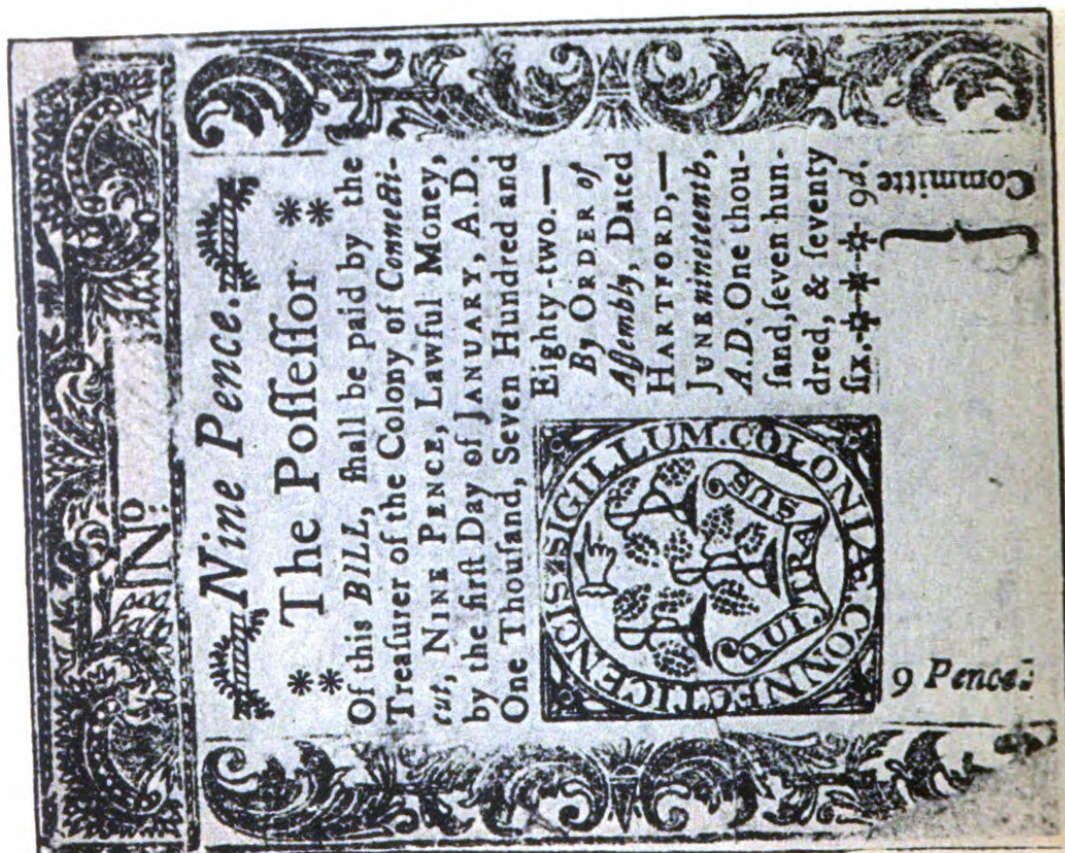 Nº.
Nine Pence.
** The Poſſeſſor **
Of this BILL, ſhall be paid by the
Treaſurer of the Colony of Connecti-
cut, NINE PENCE, Lawful Money,
by the firſt Day of JANUARY, A.D.
One Thouſand, Seven Hundred and
Eighty-two.—
By ORDER of
Aſſembly, Dated
HARTFORD,—
JUNE nineteenth,
A.D. One thou-
ſand, ſeven hun-
dred, & ſeventy
ſix. 9d.
SIGILLUM. COLONIÆ. CONNECTICENCIS
QUI TRA SUS
9 Pence.
Committe